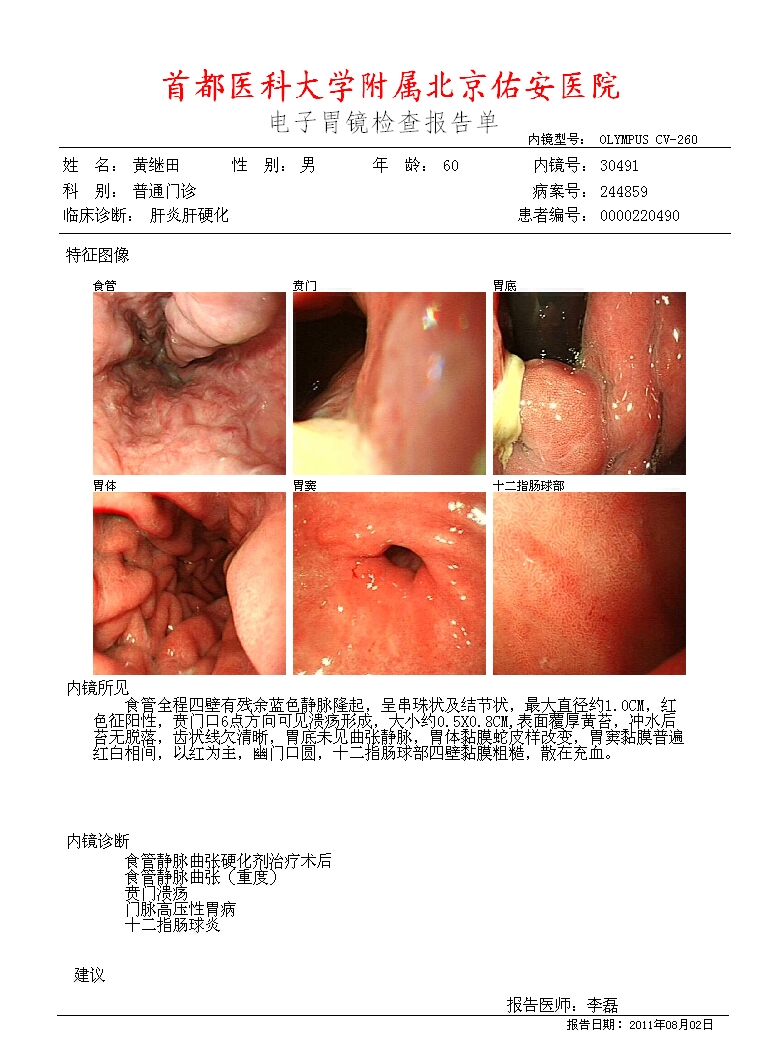 首都医科大学附属北京佑安医院
电子胃镜检查报告单
内镜型号： OLYMPUS CV-260
姓 名： 黄继田 性 别： 男 年 龄： 60 内镜号： 30491
科 别： 普通门诊 病案号： 244859
临床诊断： 肝炎肝硬化 患者编号： 0000220490
特征图像
食管 贲门 胃底
胃体 胃窦 十二指肠球部
内镜所见
食管全程四壁有残余蓝色静脉隆起，呈串珠状及结节状，最大直径约1.0CM，红
色征阳性，贲门口6点方向可见溃疡形成，大小约0.5X0.8CM,表面覆厚黄苔，冲水后
苔无脱落，齿状线欠清晰，胃底未见曲张静脉，胃体黏膜蛇皮样改变，胃窦黏膜普遍
红白相间，以红为主，幽门口圆，十二指肠球部四壁黏膜粗糙，散在充血。
内镜诊断
食管静脉曲张硬化剂治疗术后
食管静脉曲张（重度）
贲门溃疡
门脉高压性胃病
十二指肠球炎
建议
报告医师： 李磊
报告日期： 2011年08月02日